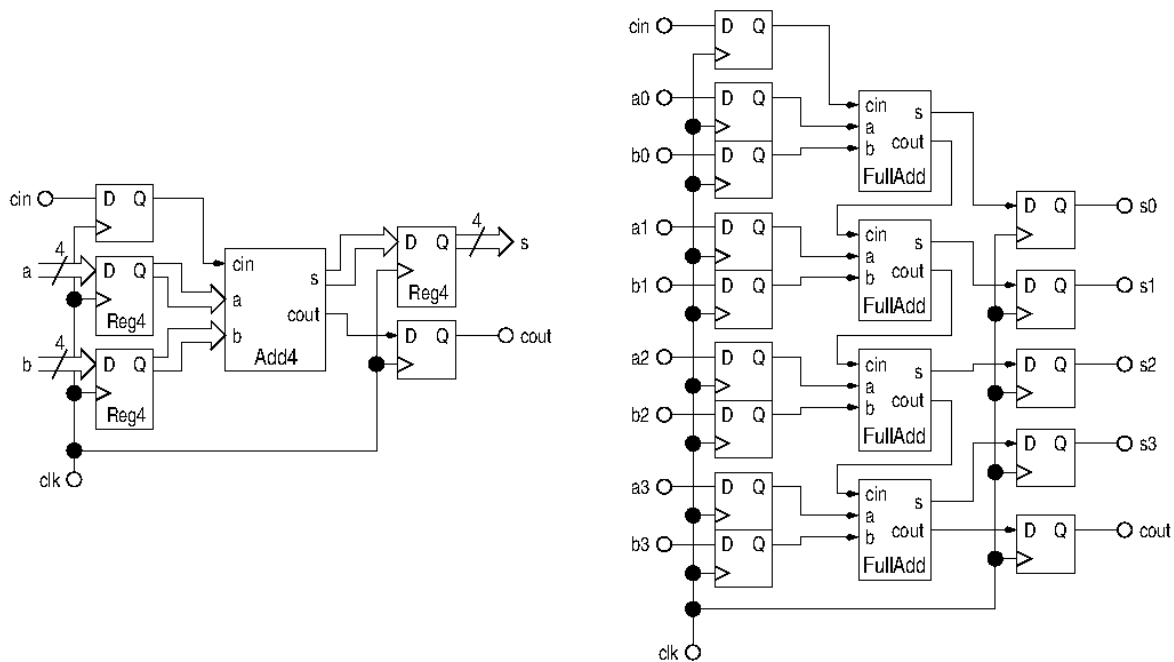 cin D Q
4
a D Q
Reg4
4
b D Q
Reg4
clk
cin
a
b
s
cout
Add4
D Q 4 s
Reg4
D Q cout
cin D Q
a0 D Q
b0 D Q
cin s
a cout
b
FullAdd
a1 D Q
b1 D Q
cin s
a cout
b
FullAdd
a2 D Q
b2 D Q
cin s
a cout
b
FullAdd
a3 D Q
b3 D Q
cin s
a cout
b
FullAdd
D Q s0
D Q s1
D Q s2
D Q s3
D Q cout
clk